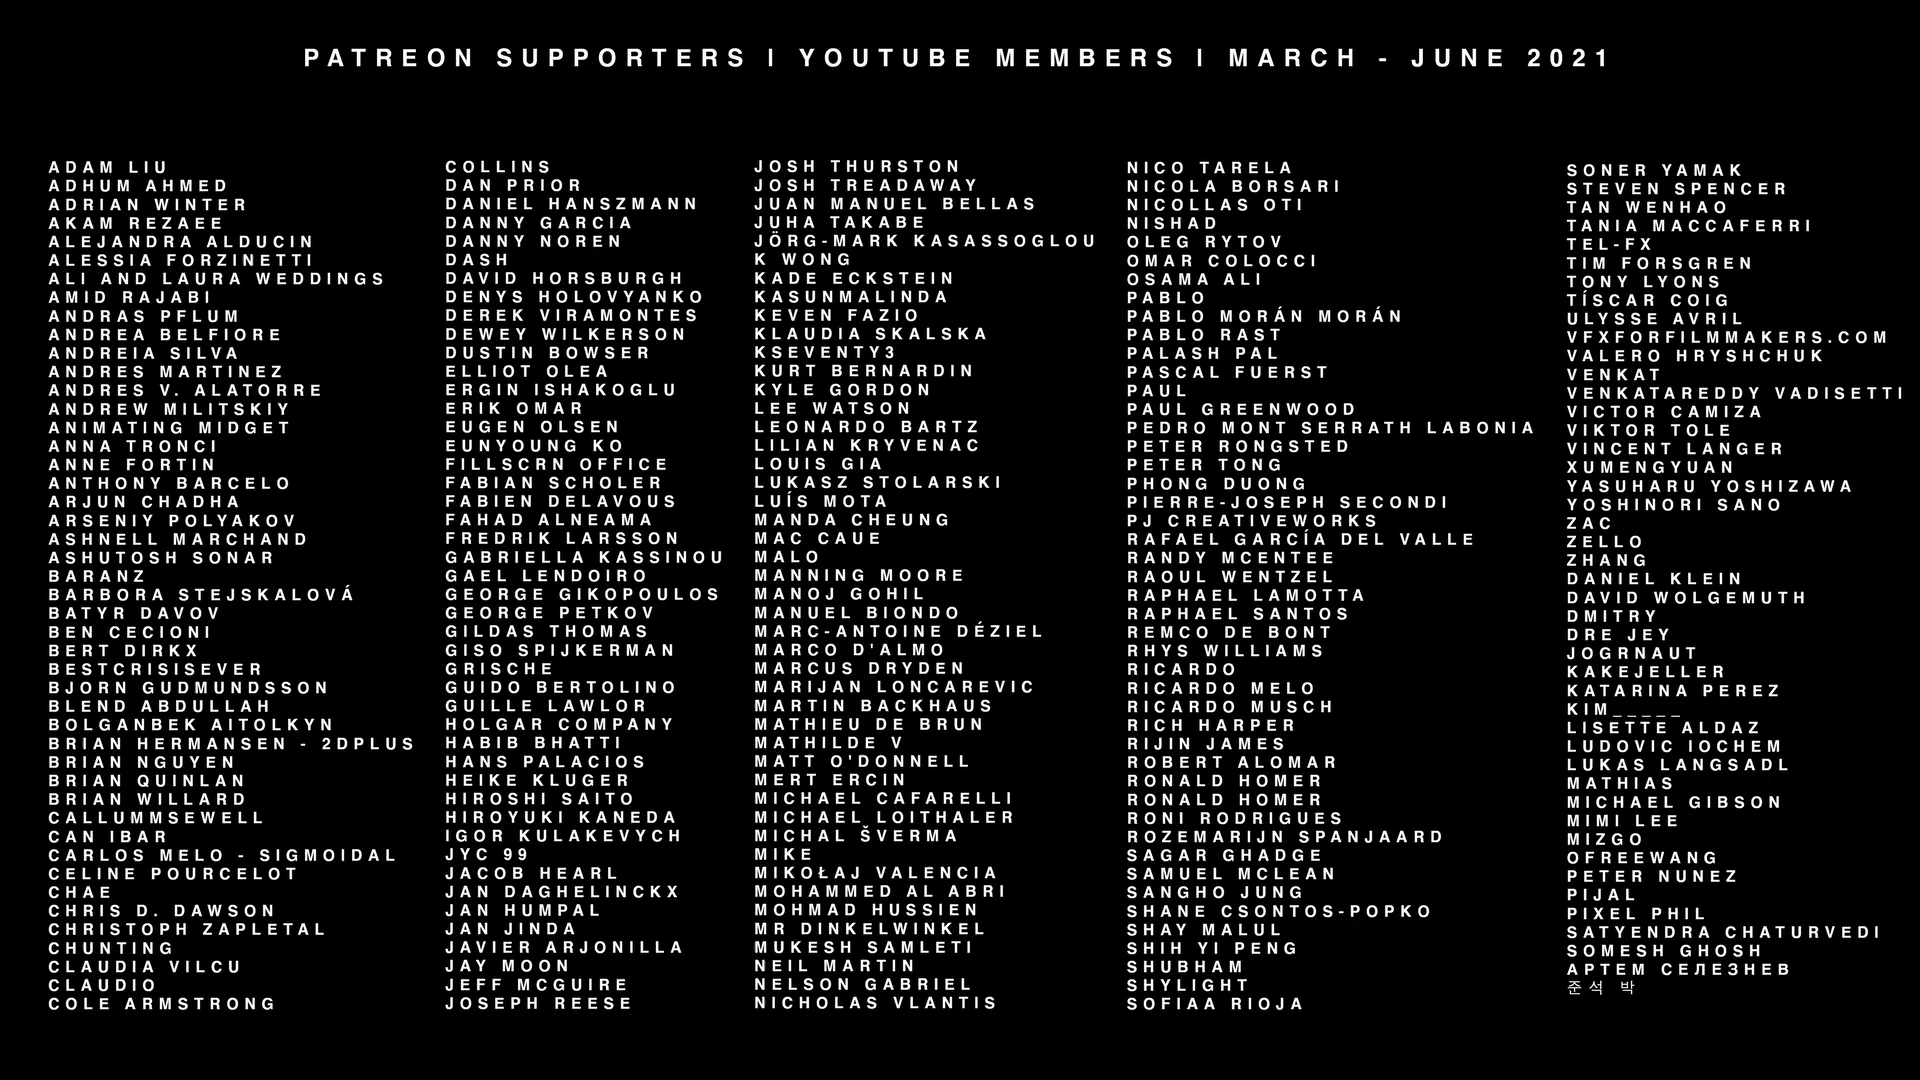 PATREON SUPPORTERS | YOUTUBE MEMBERS | MARCH - JUNE 2021
ADAM LIU
ADHUM AHMED
ADRIAN WINTER
AKAM REZAEE
ALEJANDRA ALDUCIN
ALESSIA FORZINETTI
ALI AND LAURA WEDDINGS
AMID RAJABI
ANDRAS PFLUM
ANDREA BELFIORE
ANDREIA SILVA
ANDRES MARTINEZ
ANDRES V. ALATORRE
ANDREW MILITSKIY
ANIMATING MIDGET
ANNA TRONCI
ANNE FORTIN
ANTHONY BARCELO
ARJUN CHADHA
ARSENIY POLYAKOV
ASHNELL MARCHAND
ASHUTOSH SONAR
BARANZ
BARBORA STEJSKALOVÁ
BATYR DAVOV
BEN CECIONI
BERT DIRKX
BESTCRISISEVER
BJORN GUDMUNDSSON
BLEND ABDULLAH
BOLGANBEK AITOLKYN
BRIAN HERMANSEN - 2DPLUS
BRIAN NGUYEN
BRIAN QUINLAN
BRIAN WILLARD
CALLUMMSEWELL
CAN IBAR
CARLOS MELO - SIGMOIDAL
CELINE POURCELOT
CHAE
CHRIS D. DAWSON
CHRISTOPH ZAPLETAL
CHUNTING
CLAUDIA VILCU
CLAUDIO
COLE ARMSTRONG
COLLINS
DAN PRIOR
DANIEL HANSZMANN
DANNY GARCIA
DANNY NOREN
DASH
DAVID HORSBURGH
DENYS HOLOVYANKO
DEREK VIRAMONTES
DEWEY WILKERSON
DUSTIN BOWSER
ELLIOT OLEA
ERGIN ISHAKOGLU
ERIK OMAR
EUGEN OLSEN
EUNYOUNG KO
FILLSCRN OFFICE
FABIAN SCHOLER
FABIEN DELAVOUS
FAHAD ALNEAMA
FREDRIK LARSSON
GABRIELLA KASSINOU
GAEL LENDOIRO
GEORGE GIKOPOULOS
GEORGE PETKOV
GILDAS THOMAS
GISO SPIJKERMAN
GRISCHE
GUIDO BERTOLINO
GUILLE LAWLOR
HOLGAR COMPANY
HABIB BHATTI
HANS PALACIOS
HEIKE KLUGER
HIROSHI SAITO
HIROYUKI KANEDA
IGOR KULAKEVYCH
JYC 99
JACOB HEARL
JAN DAGHELINCKX
JAN HUMPAL
JAN JINDA
JAVIER ARJONILLA
JAY MOON
JEFF MCGUIRE
JOSEPH REESE
JOSH THURSTON
JOSH TREADAWAY
JUAN MANUEL BELLAS
JUHA TAKABE
JÖRG-MARK KASASSOGLOU
K WONG
KADE ECKSTEIN
KASUNMALINDA
KEVEN FAZIO
KLAUDIA SKALSKA
KSEVENTY3
KURT BERNARDIN
KYLE GORDON
LEE WATSON
LEONARDO BARTZ
LILIAN KRYVENAC
LOUIS GIA
LUKASZ STOLARSKI
LUÍS MOTA
MANDA CHEUNG
MAC CAUE
MALO
MANNING MOORE
MANOJ GOHIL
MANUEL BIONDO
MARC-ANTOINE DÉZIEL
MARCO D'ALMO
MARCUS DRYDEN
MARIJAN LONCAREVIC
MARTIN BACKHAUS
MATHIEU DE BRUN
MATHILDE V
MATT O'DONNELL
MERT ERCIN
MICHAEL CAFARELLI
MICHAEL LOITHALER
MICHAL ŠVERMA
MIKE
MIKOŁAJ VALENCIA
MOHAMMED AL ABRI
MOHMAD HUSSIEN
MR DINKELWINKEL
MUKESH SAMLETI
NEIL MARTIN
NELSON GABRIEL
NICHOLAS VLANTIS
NICO TARELA
NICOLA BORSARI
NICOLLAS OTI
NISHAD
OLEG RYTOV
OMAR COLOCCI
OSAMA ALI
PABLO
PABLO MORÁN MORÁN
PABLO RAST
PALASH PAL
PASCAL FUERST
PAUL
PAUL GREENWOOD
PEDRO MONT SERRATH LABONIA
PETER RONGSTED
PETER TONG
PHONG DUONG
PIERRE-JOSEPH SECONDI
PJ CREATIVEWORKS
RAFAEL GARCÍA DEL VALLE
RANDY MCENTEE
RAOUL WENTZEL
RAPHAEL LAMOTTA
RAPHAEL SANTOS
REMCO DE BONT
RHYS WILLIAMS
RICARDO
RICARDO MELO
RICARDO MUSCH
RICH HARPER
RIJIN JAMES
ROBERT ALOMAR
RONALD HOMER
RONALD HOMER
RONI RODRIGUES
ROZEMARIJN SPANJAARD
SAGAR GHADGE
SAMUEL MCLEAN
SANGHO JUNG
SHANE CSONTOS-POPKO
SHAY MALUL
SHIH YI PENG
SHUBHAM
SHYLIGHT
SOFIAA RIOJA
SONER YAMAK
STEVEN SPENCER
TAN WENHAO
TANIA MACCAFERRI
TEL-FX
TIM FORSGREN
TONY LYONS
TÍSCAR COIG
ULYSSE AVRIL
VFXFORFILMMAKERS.COM
VALERO HRYSHCHUK
VENKAT
VENKATAREDDY VADISETTI
VICTOR CAMIZA
VIKTOR TOLE
VINCENT LANGER
XUMENGYUAN
YASUHARU YOSHIZAWA
YOSHINORI SANO
ZAC
ZELLO
ZHANG
DANIEL KLEIN
DAVID WOLGEMUTH
DMITRY
DRE JEY
JOGRNAUT
KAKEJELLER
KATARINA PEREZ
KIM_____
LISETTE ALDAZ
LUDOVIC IOCHEM
LUKAS LANGSADL
MATHIAS
MICHAEL GIBSON
MIMI LEE
MIZGO
OFREEWANG
PETER NUNEZ
PIJAL
PIXEL PHIL
SATYENDRA CHATURVEDI
SOMESH GHOSH
АРТЕМ СЕЛЕЗНЕВ
준석 박